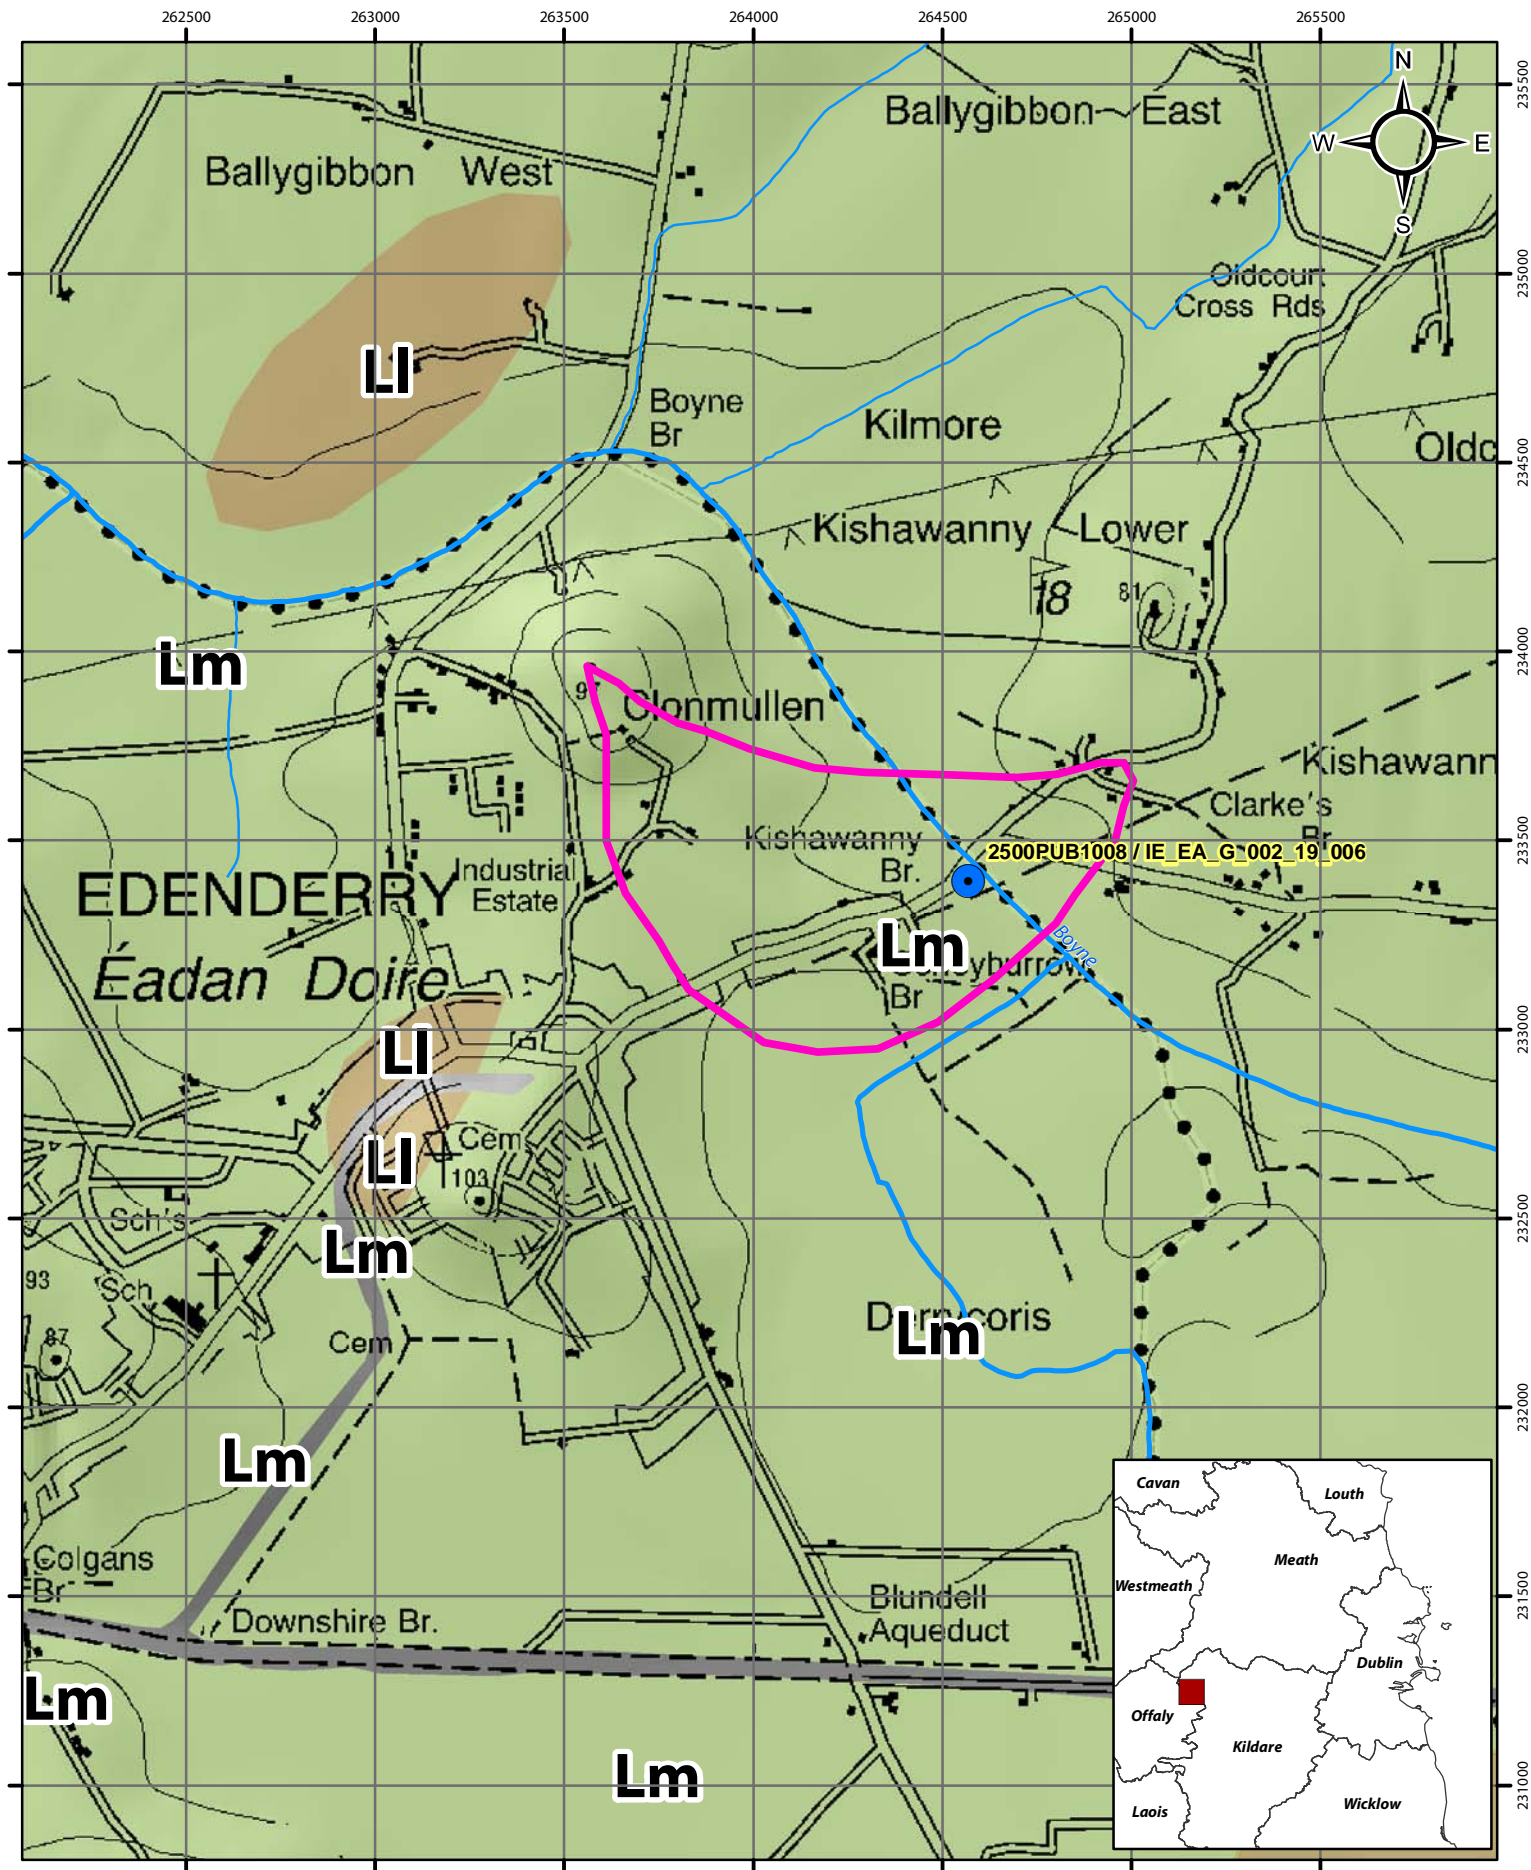 262500 263000 263500 264000 264500 265000 265500
N
W E
S
235500
235000
234500
234000
233500
233000
232500
232000
231500
231000
Ballygibbon West
Ballygibbon East
Oldcourt
Cross Rds
Ll
Boyne
Br
Kilmore
Oldc
Kishawanny Lower
18
81
Lm
Clonmullen
Kishawann
Clarke's
Br
Kishawanny
Br.
2500PUB1008 / IE_EA_G_002_19_006
Industrial
Estate
EDENDERRY
Éadan Doire
Lm
Boyne
Br
Ll
Ll
Cem
103
Sch's
Lm
93
Sch
87
Cem
Lm
Lm
Colgans
Br
Downshire Br.
Blundell
Aqueduct
Lm
Lm
Cavan
Louth
Meath
Westmeath
Dublin
Offaly
Kildare
Laois
Wicklow